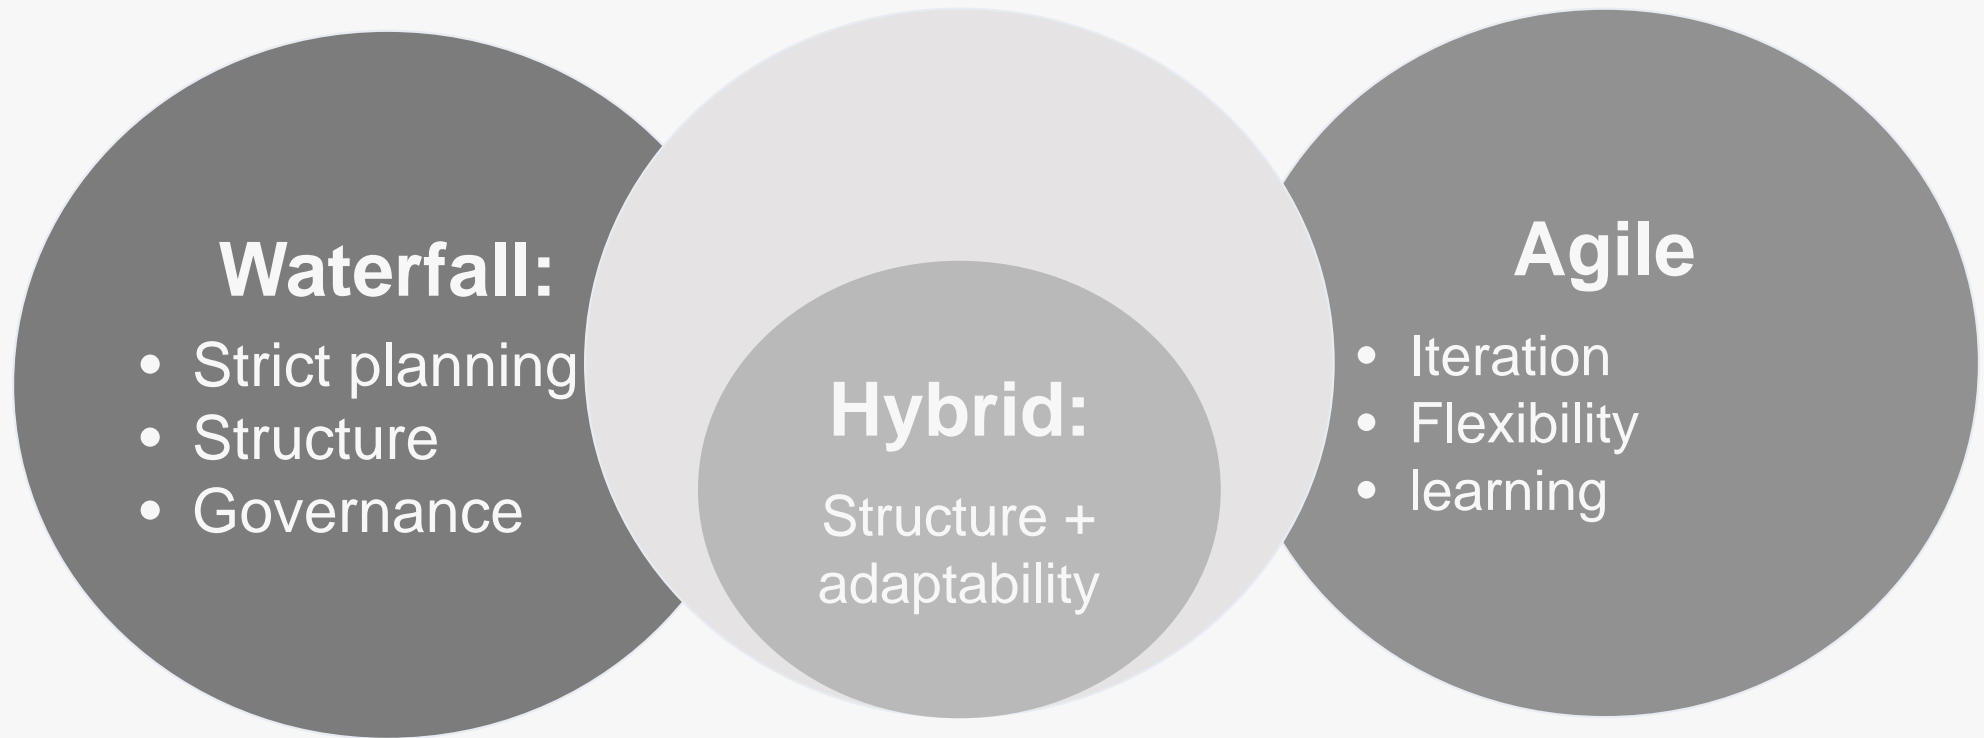 Waterfall:
• Strict planning
• Structure
• Governance
Hybrid:
Structure +
adaptability
Agile
• Iteration
• Flexibility
• learning